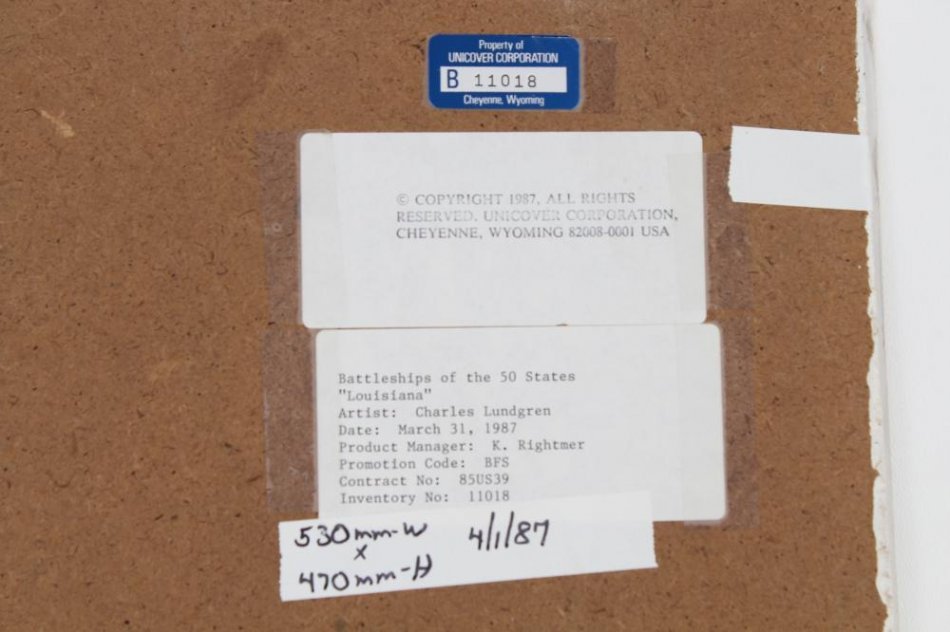 Property of
UNICOVER CORPORATION
B 11018
Cheyenne, Wyoming
© COPYRIGHT 1987, ALL RIGHTS
RESERVED. UNICOVER CORPORATION,
CHEYENNE, WYOMING 82008-0001 USA
Battleships of the 50 States
"Louisiana"
Artist: Charles Lundgren
Date: March 31, 1987
Product Manager: K. Rightmer
Promotion Code: BFS
Contract No: 85US39
Inventory No: 11018
530mm-W 4/1/87
x
470mm-H